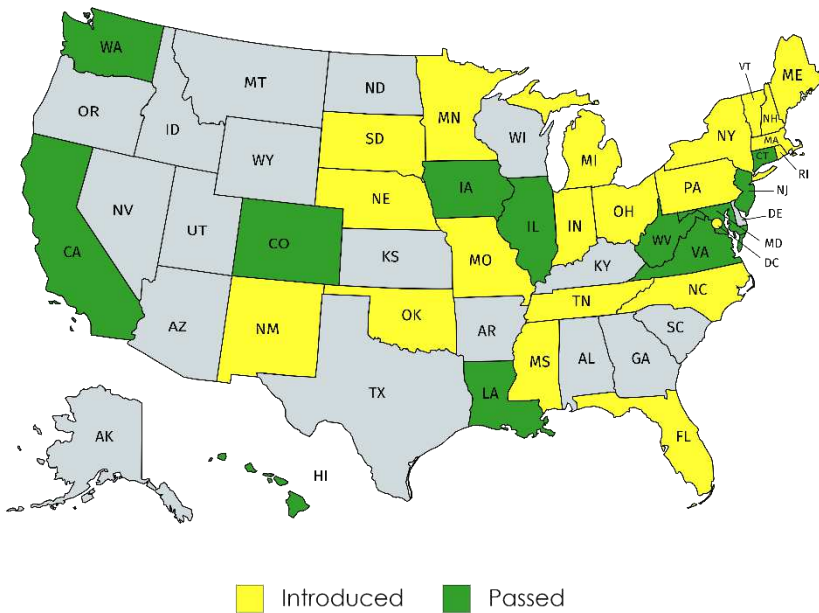 WA
MT
ND
MN
VT
ME
OR
ID
SD
WI
NH
NY
MA
WY
MI
CT
RI
IA
PA
NE
NJ
NV
IL
IN
OH
DE
UT
CO
WV
VA
MD
CA
KS
MO
KY
DC
NC
TN
AZ
NM
OK
AR
SC
MS
AL
GA
TX
LA
AK
FL
HI
Introduced
Passed